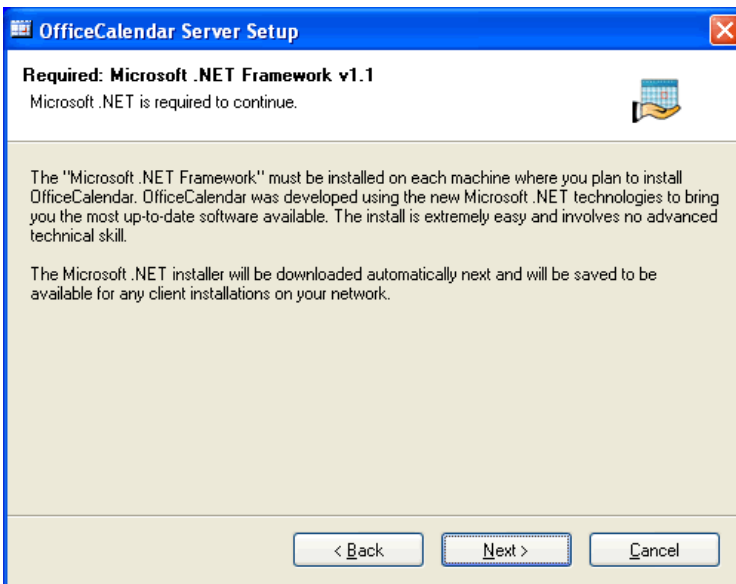 OfficeCalendar Server Setup
Required: Microsoft .NET Framework v1.1
Microsoft .NET is required to continue.
The "Microsoft .NET Framework" must be installed on each machine where you plan to install
OfficeCalendar. OfficeCalendar was developed using the new Microsoft .NET technologies to bring
you the most up-to-date software available. The install is extremely easy and involves no advanced
technical skill.
The Microsoft .NET installer will be downloaded automatically next and will be saved to be
available for any client installations on your network.
< Back Next > Cancel